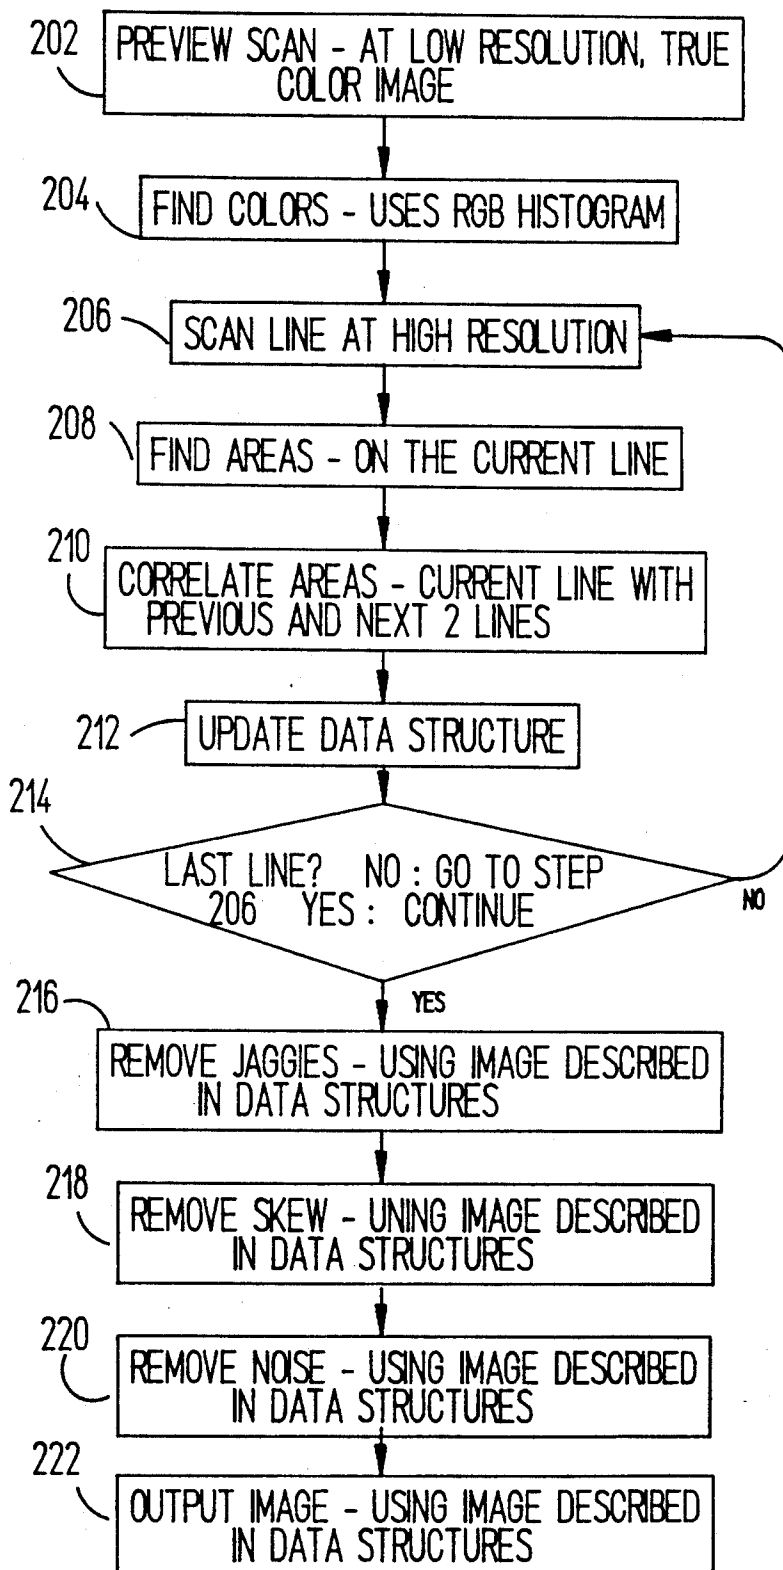 202
PREVIEW SCAN - AT LOW RESOLUTION, TRUE
COLOR IMAGE
204
FIND COLORS - USES RGB HISTOGRAM
206
SCAN LINE AT HIGH RESOLUTION
208
FIND AREAS - ON THE CURRENT LINE
210
CORRELATE AREAS - CURRENT LINE WITH
PREVIOUS AND NEXT 2 LINES
212
UPDATE DATA STRUCTURE
214
LAST LINE? NO : GO TO STEP
206 YES : CONTINUE
NO
YES
216
REMOVE JAGGIES - USING IMAGE DESCRIBED
IN DATA STRUCTURES
218
REMOVE SKEW - UNING IMAGE DESCRIBED
IN DATA STRUCTURES
220
REMOVE NOISE - USING IMAGE DESCRIBED
IN DATA STRUCTURES
222
OUTPUT IMAGE - USING IMAGE DESCRIBED
IN DATA STRUCTURES